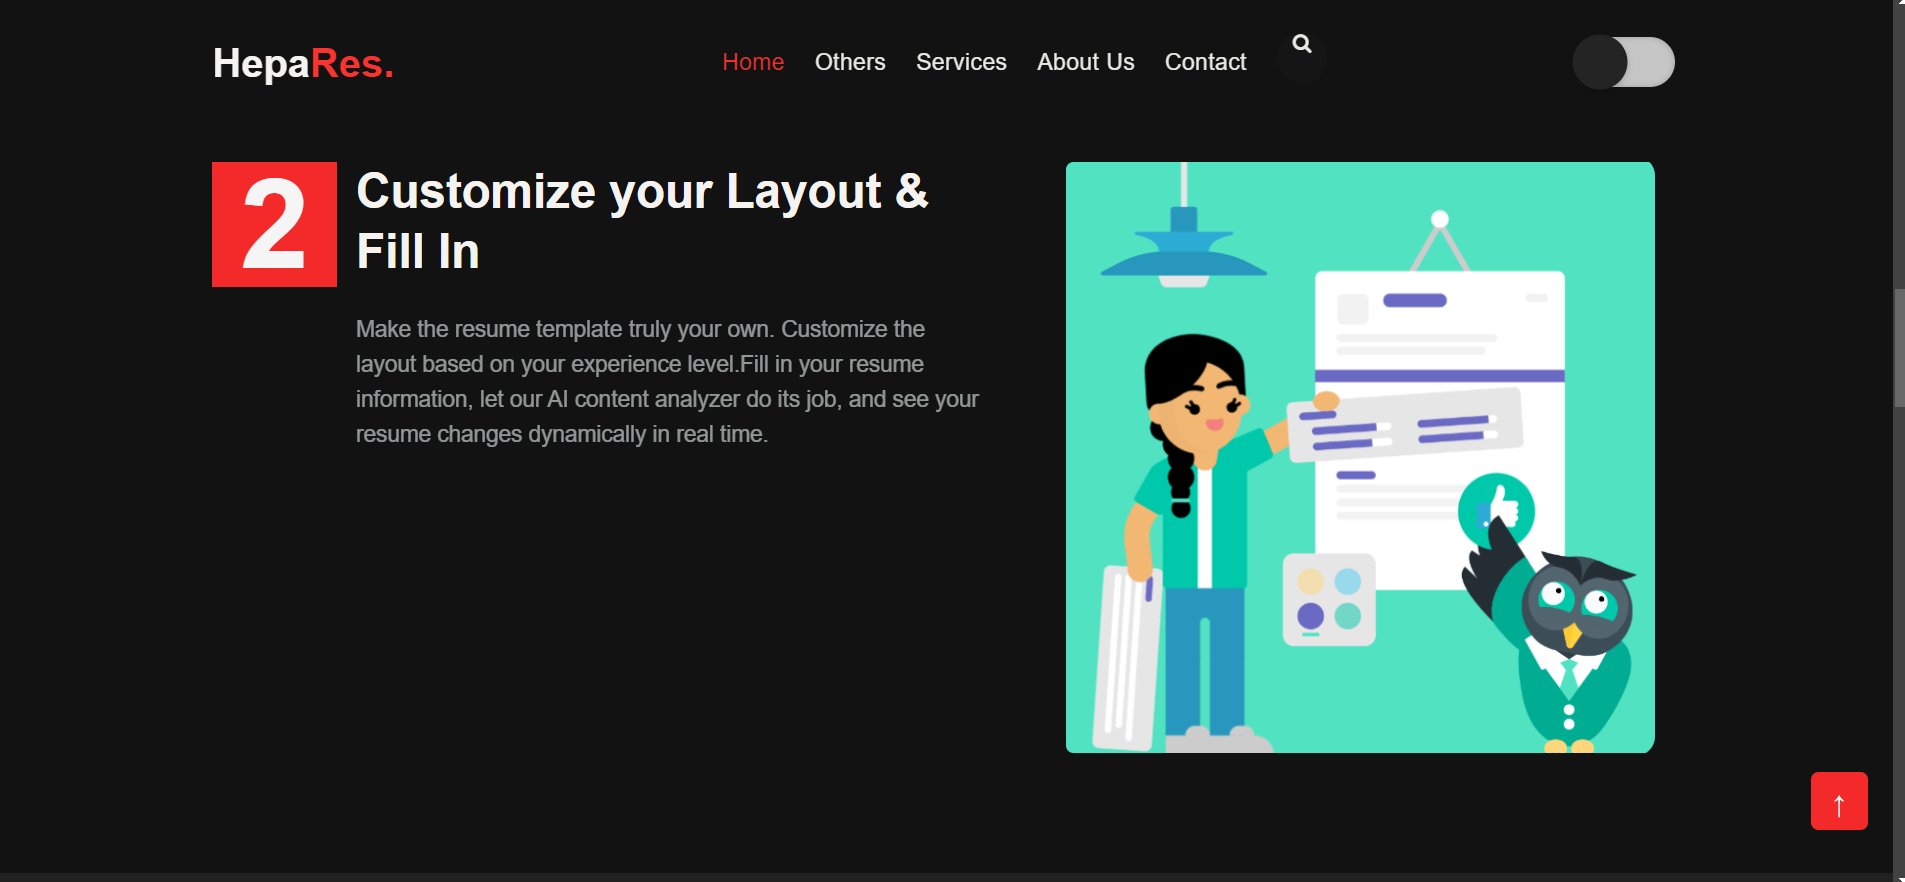 HepaRes.
Home Others Services About Us Contact
2
Customize your Layout &
Fill In
Make the resume template truly your own. Customize the
layout based on your experience level.Fill in your resume
information, let our AI content analyzer do its job, and see your
resume changes dynamically in real time.
↑